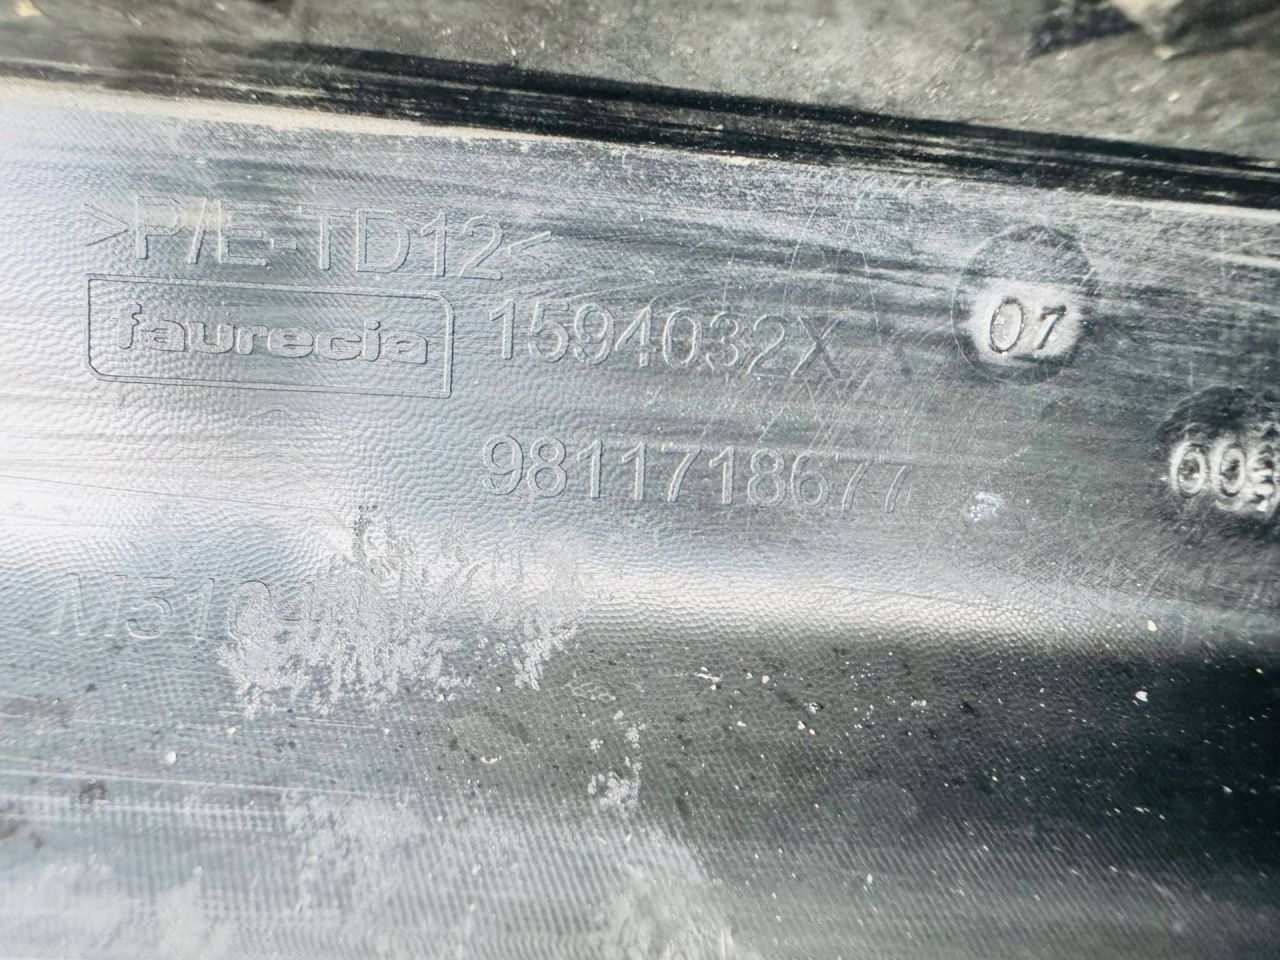 >P/E-TD12<
faurecia 1594032X
07
9811718677